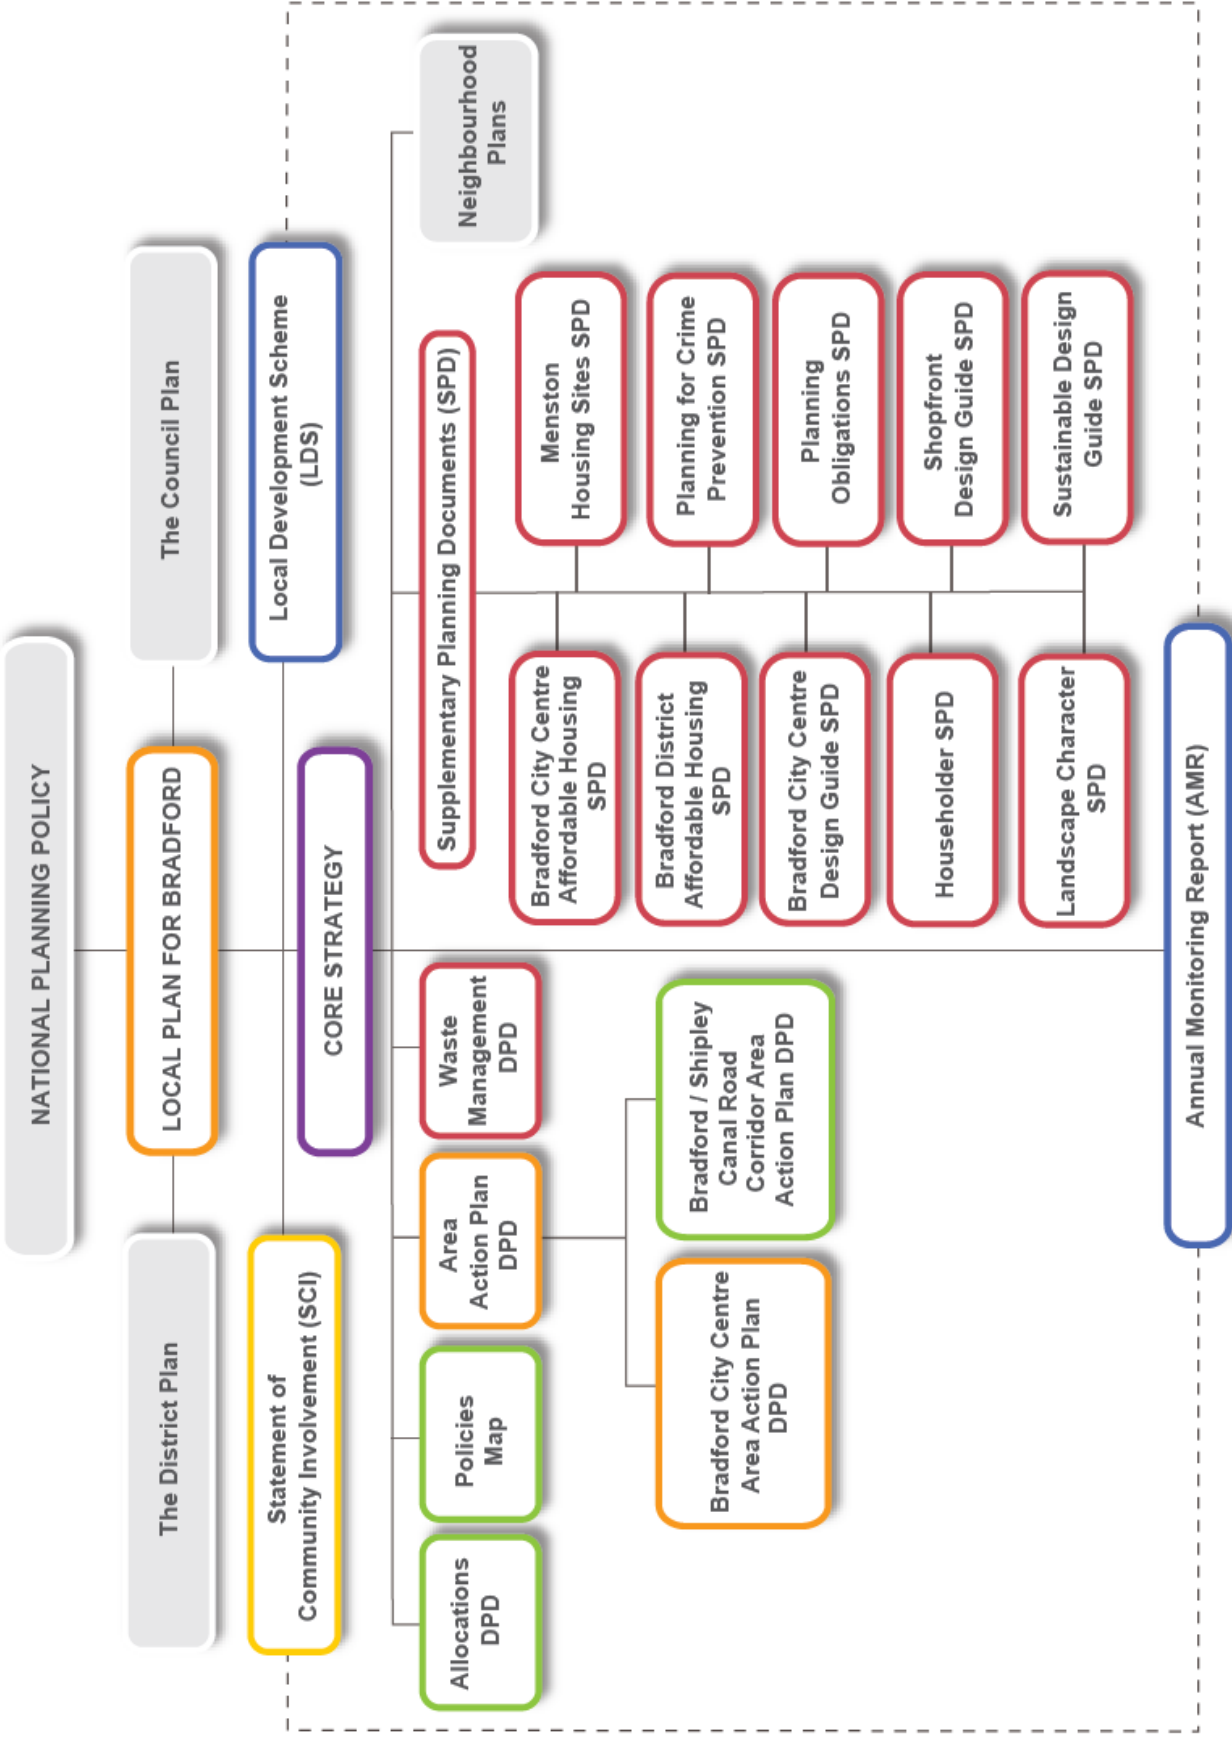 NATIONAL PLANNING POLICY
The District Plan
LOCAL PLAN FOR BRADFORD
The Council Plan
Statement of
Community Involvement (SCI)
Local Development Scheme
(LDS)
CORE STRATEGY
Allocations
DPD
Policies
Map
Area
Action Plan
DPD
Waste
Management
DPD
Supplementary Planning Documents (SPD)
Neighbourhood
Plans
Bradford City Centre
Area Action Plan
DPD
Bradford / Shipley
Canal Road
Corridor Area
Action Plan DPD
Bradford City Centre
Affordable Housing
SPD
Menston
Housing Sites SPD
Bradford District
Affordable Housing
SPD
Planning for Crime
Prevention SPD
Bradford City Centre
Design Guide SPD
Planning
Obligations SPD
Householder SPD
Shopfront
Design Guide SPD
Landscape Character
SPD
Sustainable Design
Guide SPD
Annual Monitoring Report (AMR)